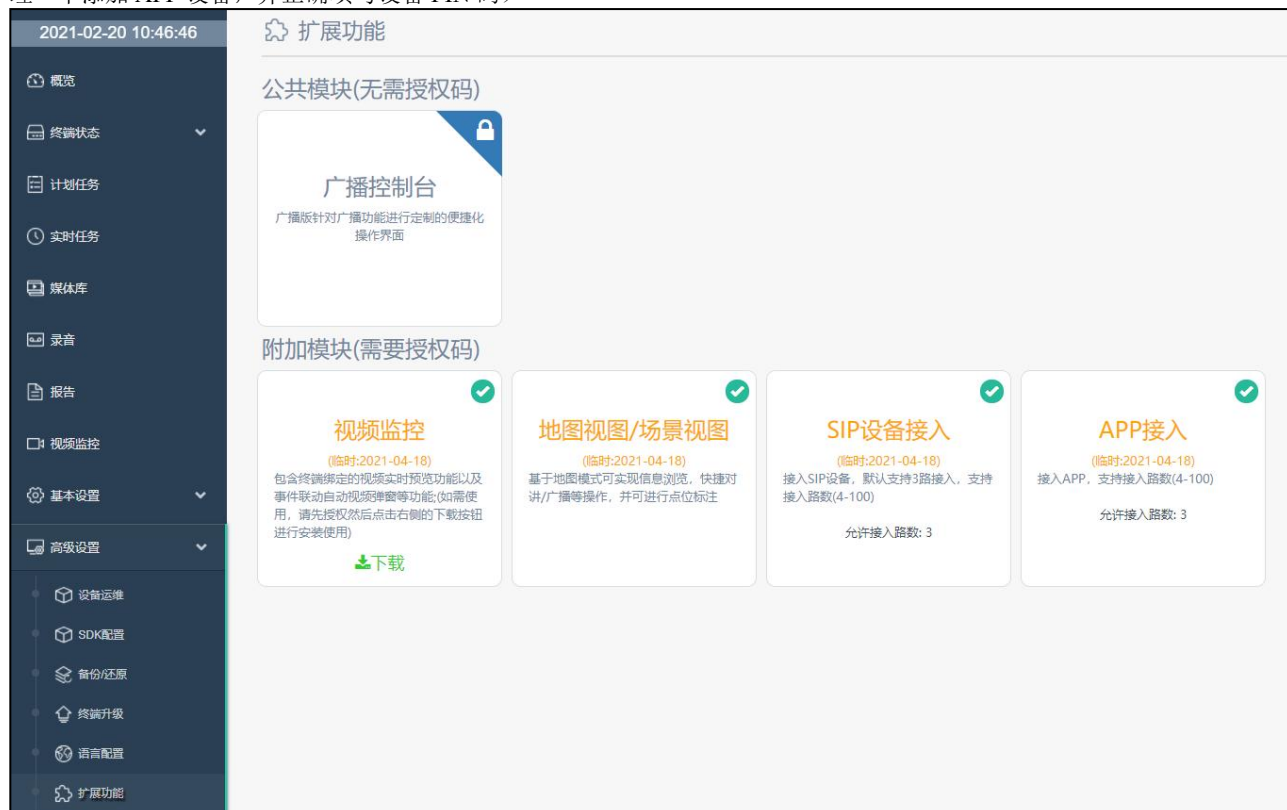 2021-02-20 10:46:46
概览
终端状态
计划任务
实时任务
媒体库
录音
报告
视频监控
基本设置
高级设置
设备运维
SDK配置
备份/还原
终端升级
语言配置
扩展功能
扩展功能
公共模块(无需授权码)
广播控制台
广播版针对广播功能进行定制的便捷化
操作界面
附加模块(需要授权码)
视频监控
(临时:2021-04-18)
包含终端绑定的视频实时预览功能以及
事件联动自动视频弹窗等功能;(如需使
用，请先授权然后点击右侧的下载按钮
进行安装使用)
下载
地图视图/场景视图
(临时:2021-04-18)
基于地图模式可实现信息浏览，快捷对
讲/广播等操作，并可进行点位标注
SIP设备接入
(临时:2021-04-18)
接入SIP设备，默认支持3路接入，支持
接入路数(4-100)
允许接入路数: 3
APP接入
(临时:2021-04-18)
接入APP，支持接入路数(4-100)
允许接入路数: 3